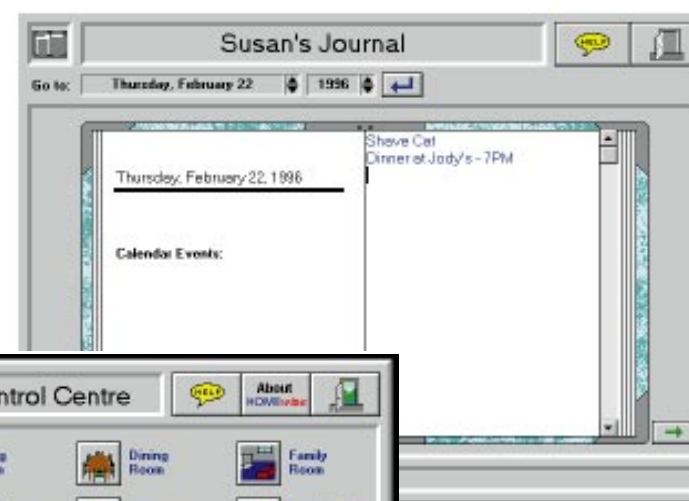 Susan's Journal
HELP
Go to: Thursday, February 22 1996
Shave Cat
Dinner at Jody's - 7PM
Thursday, February 22, 1996
Calendar Events:
ntrol Centre
HELP
About
HOMEwise
Dining
Room
Family
Room